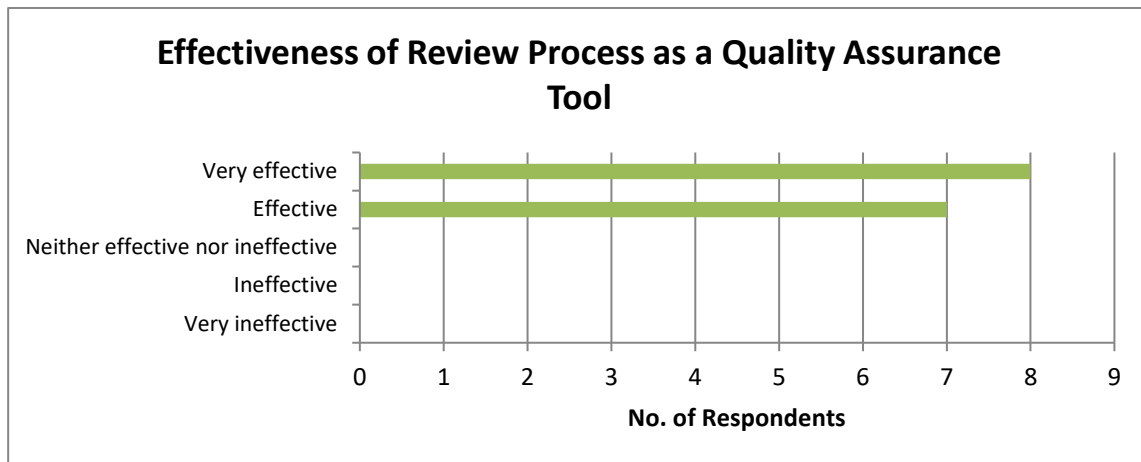 Effectiveness of Review Process as a Quality Assurance
Tool
Very effective
Effective
Neither effective nor ineffective
Ineffective
Very ineffective
0 1 2 3 4 5 6 7 8 9
No. of Respondents